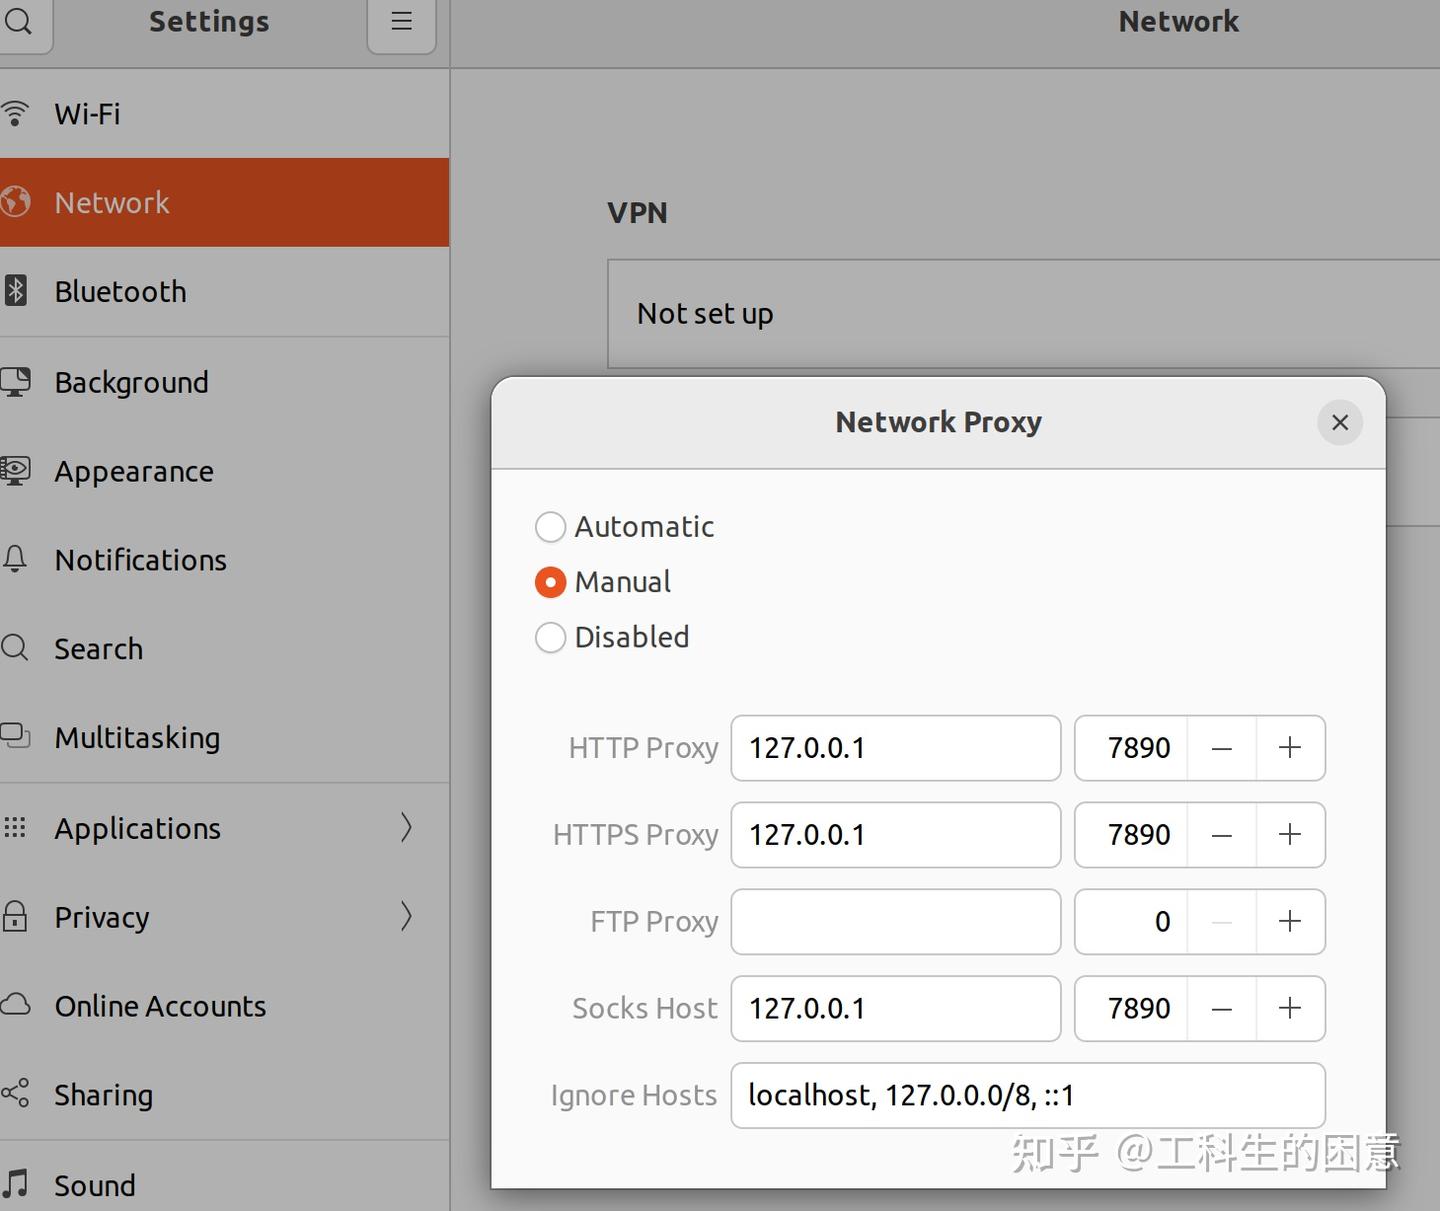 Settings
Network
Wi-Fi
Network
Bluetooth
Background
Appearance
Notifications
Search
Multitasking
Applications
Privacy
Online Accounts
Sharing
Sound
VPN
Not set up
Network Proxy
Automatic
Manual
Disabled
HTTP Proxy 127.0.0.1 7890
HTTPS Proxy 127.0.0.1 7890
FTP Proxy 0
Socks Host 127.0.0.1 7890
Ignore Hosts localhost, 127.0.0.0/8, ::1
知乎 @工科生的困意